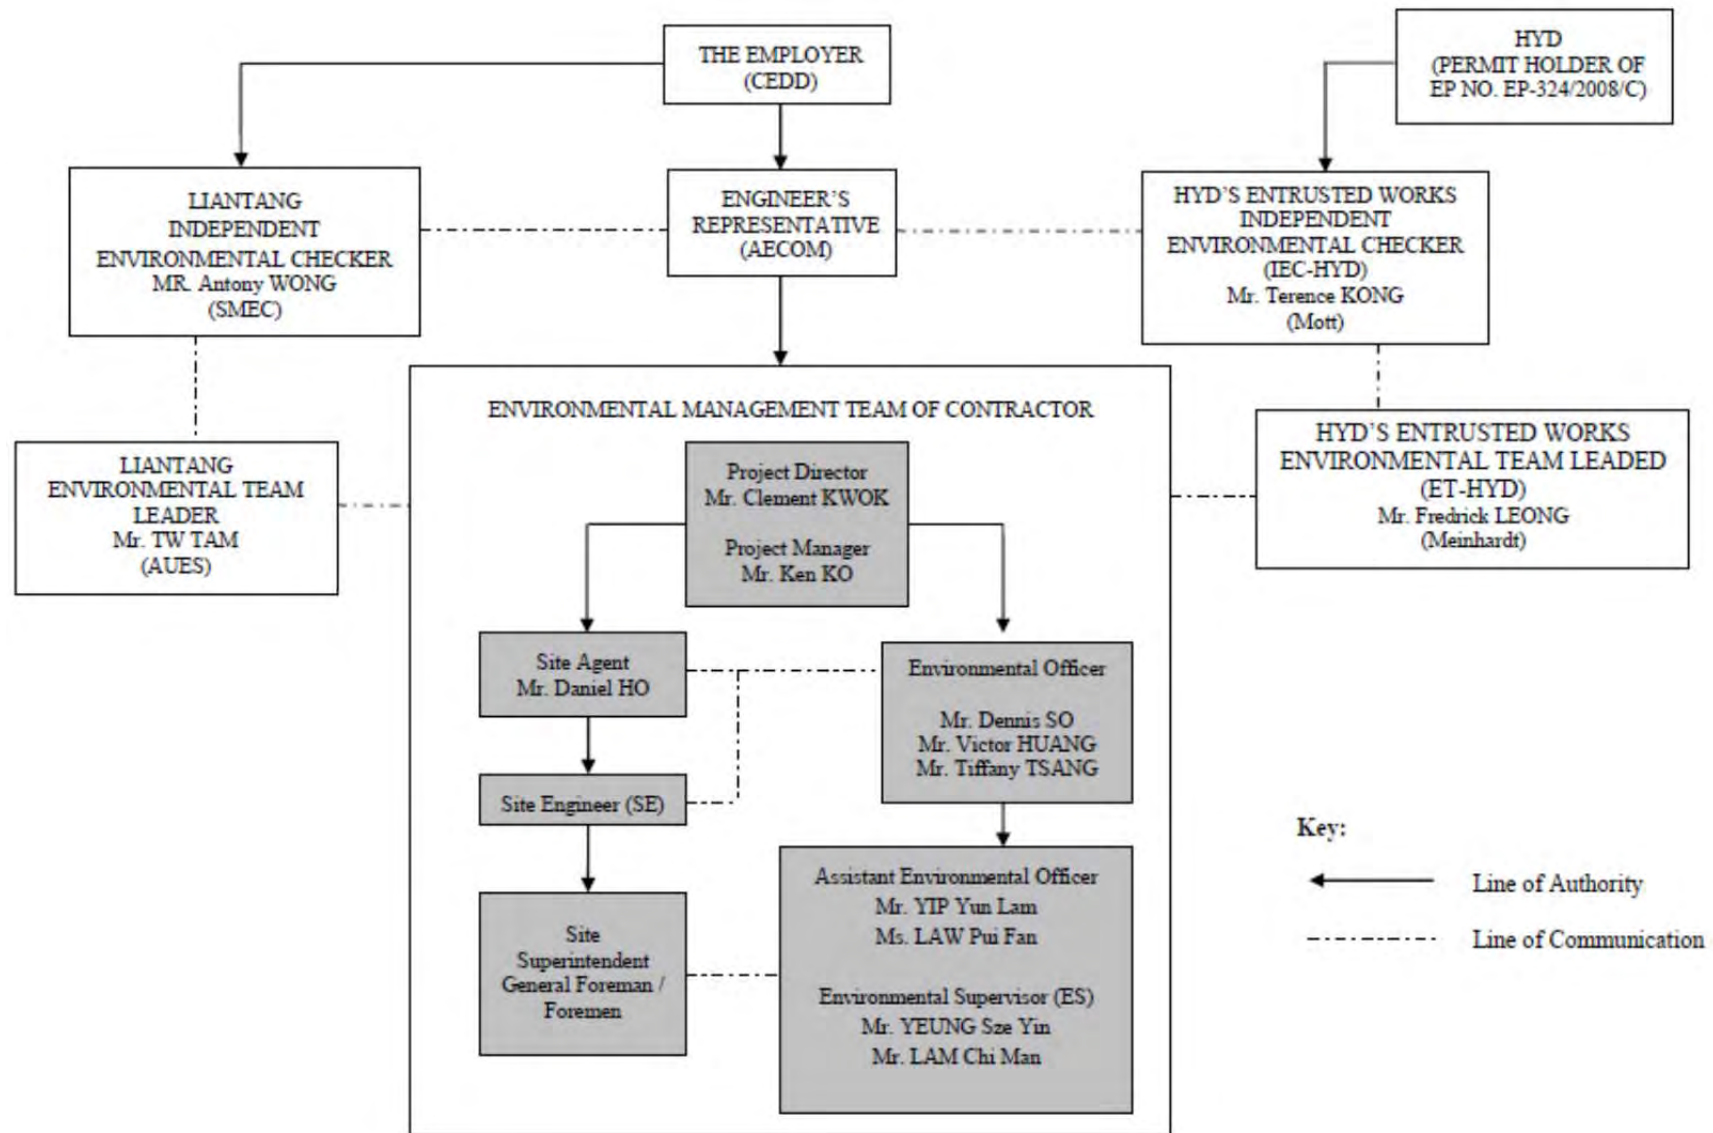 THE EMPLOYER
(CEDD)
HYD
(PERMIT HOLDER OF
EP NO. EP-324/2008/C)
LIANTANG
INDEPENDENT
ENVIRONMENTAL CHECKER
MR. Antony WONG
(SMEC)
ENGINEER'S
REPRESENTATIVE
(AECOM)
HYD'S ENTRUSTED WORKS
INDEPENDENT
ENVIRONMENTAL CHECKER
(IEC-HYD)
Mr. Terence KONG
(Mott)
ENVIRONMENTAL MANAGEMENT TEAM OF CONTRACTOR
LIANTANG
ENVIRONMENTAL TEAM
LEADER
Mr. TW TAM
(AUES)
Project Director
Mr. Clement KWOK
Project Manager
Mr. Ken KO
HYD'S ENTRUSTED WORKS
ENVIRONMENTAL TEAM LEADED
(ET-HYD)
Mr. Fredrick LEONG
(Meinhardt)
Site Agent
Mr. Daniel HO
Environmental Officer
Mr. Dennis SO
Mr. Victor HUANG
Mr. Tiffany TSANG
Site Engineer (SE)
Site
Superintendent
General Foreman /
Foremen
Assistant Environmental Officer
Mr. YIP Yun Lam
Ms. LAW Pui Fan
Environmental Supervisor (ES)
Mr. YEUNG Sze Yin
Mr. LAM Chi Man
Key:
Line of Authority
Line of Communication